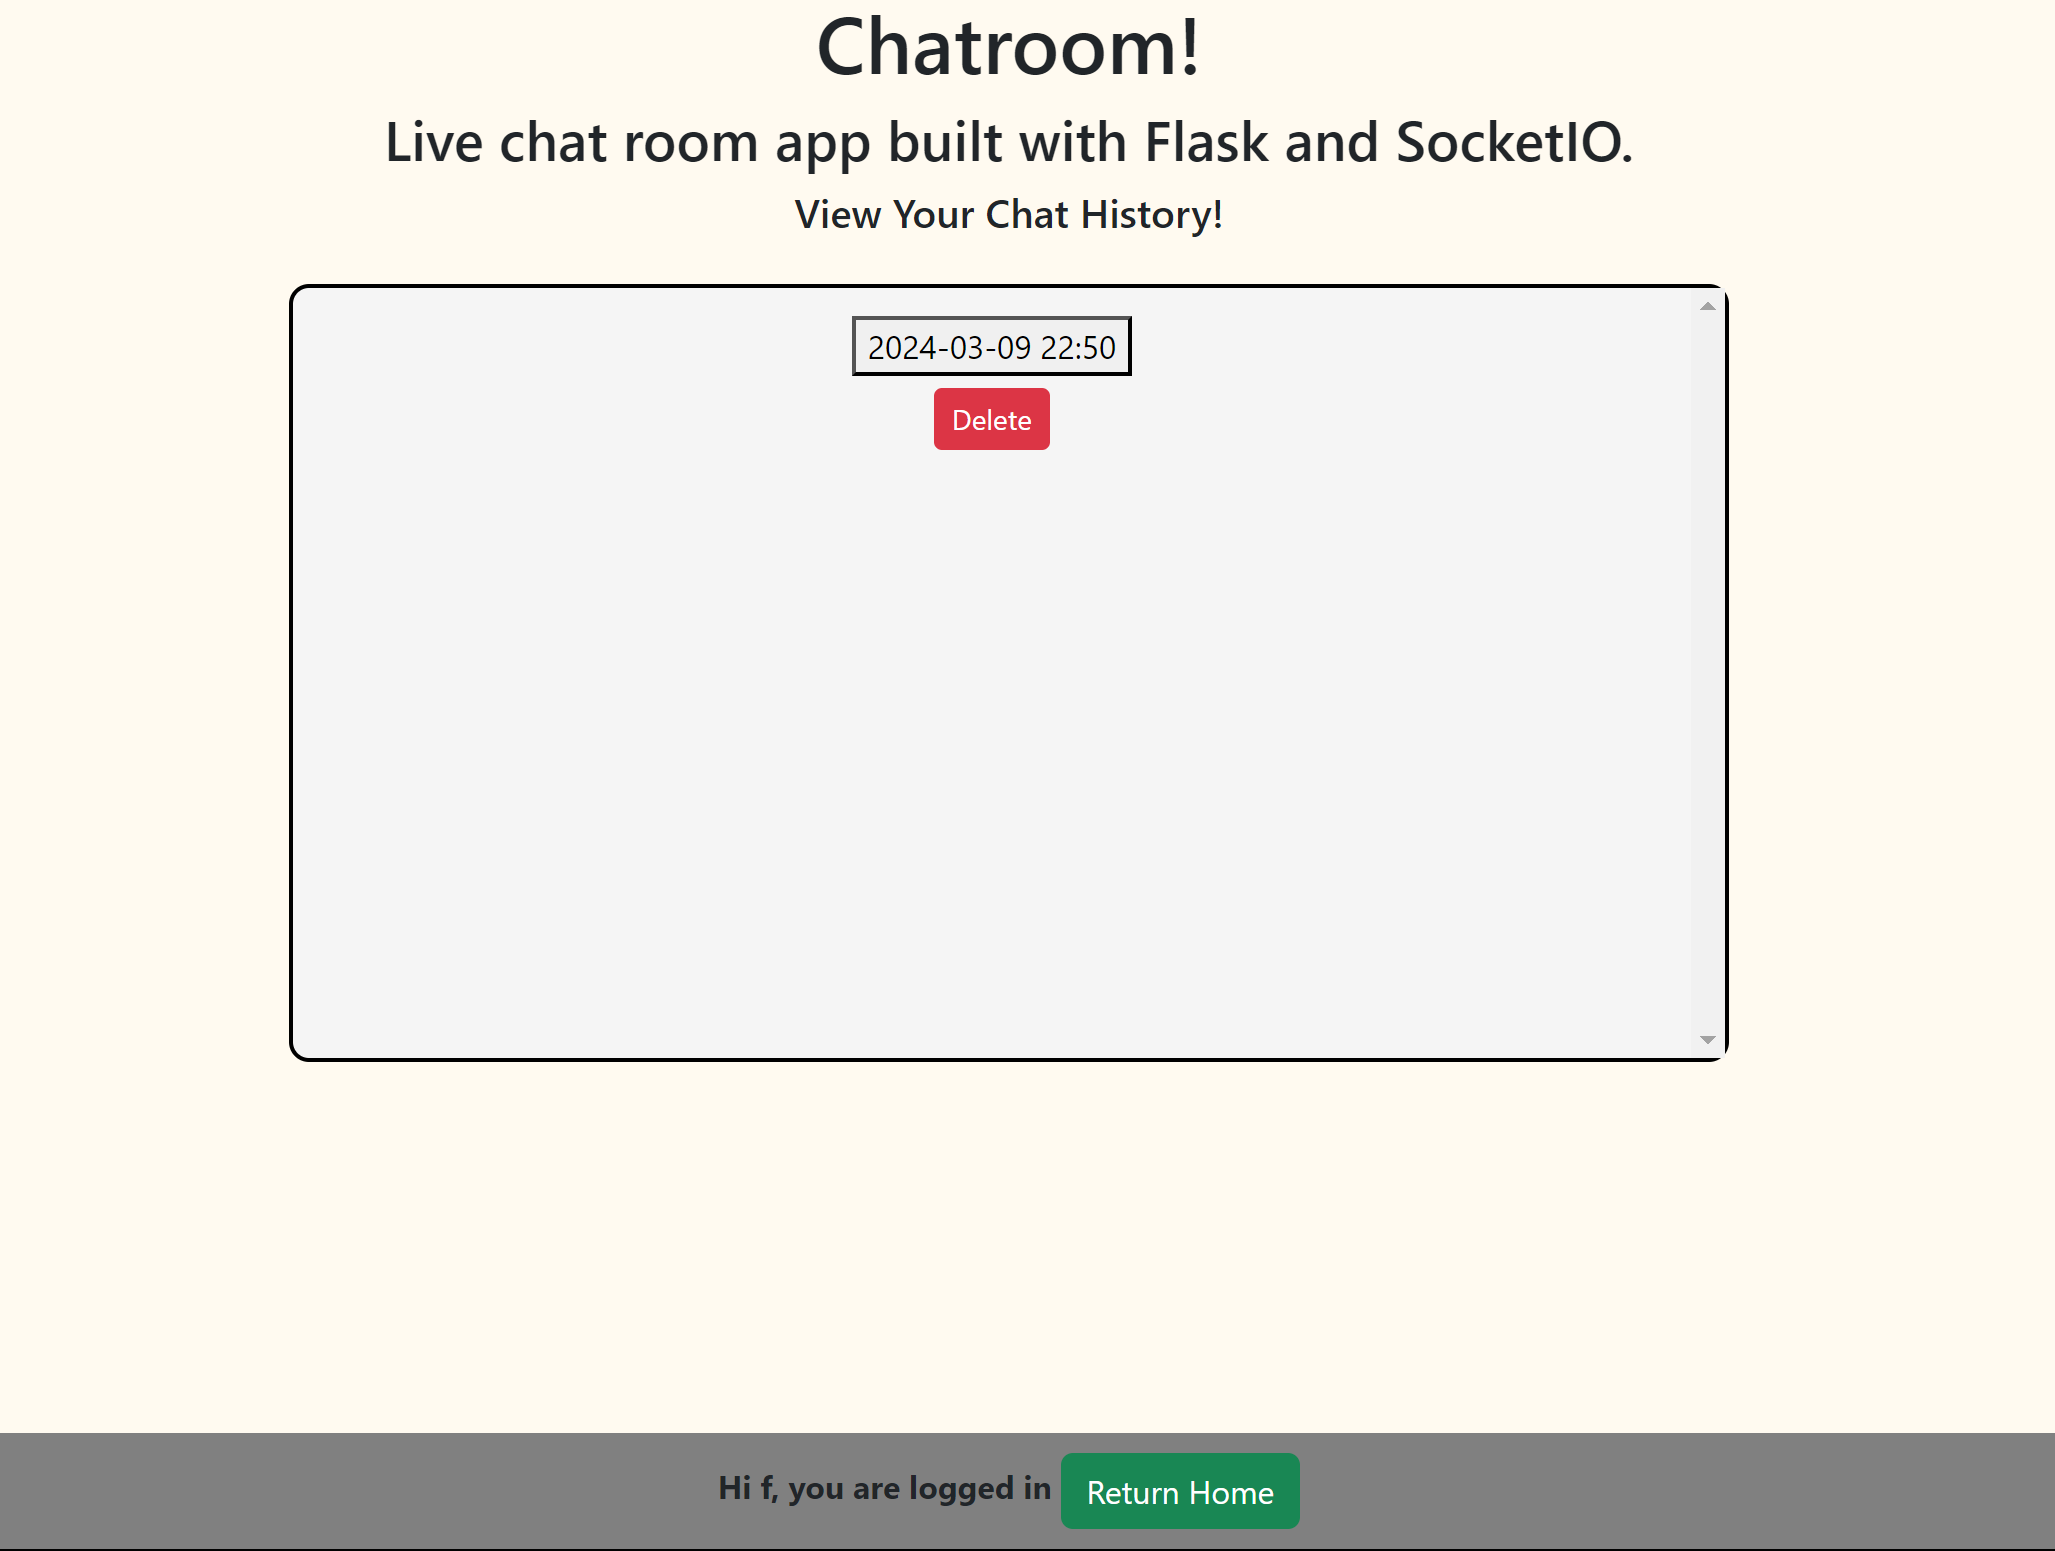 Chatroom!
Live chat room app built with Flask and SocketIO.
View Your Chat History!
2024-03-09 22:50
Delete
Hi f, you are logged in Return Home